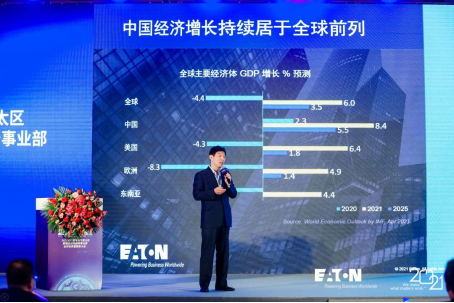 中国经济增长持续居于全球前列
全球主要经济体 GDP 增长 % 预测
太区
事业部
全球
-4.4
6.0
3.5
中国
2.3
8.4
5.5
美国
-4.3
6.4
1.8
欧洲
-8.3
4.9
1.4
东南亚
4.4
Source: World Economic Outlook by IMF, Apr 2021
2020
2021
2025
EATON
Powering Business Worldwide
EATON
Powering Business Worldwide
© 2021
2021
what matters most.